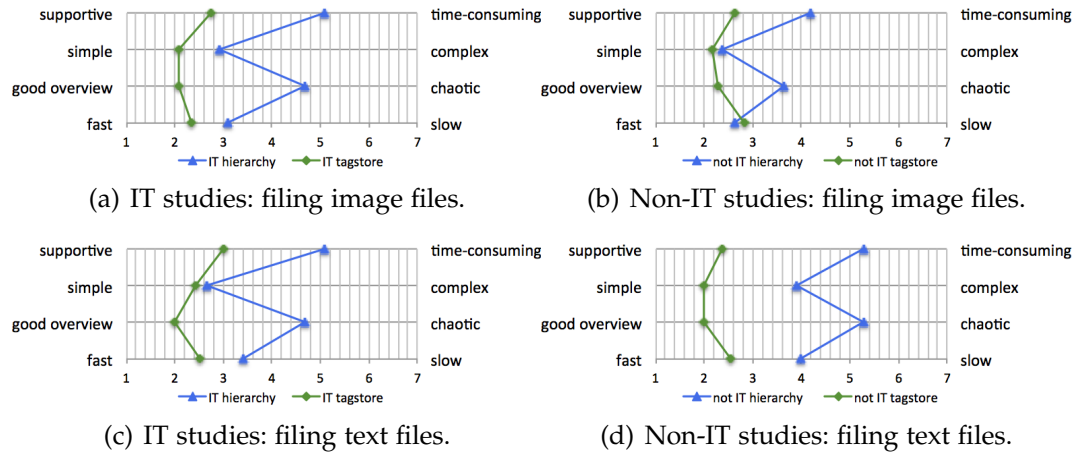 supportive time-consuming
simple complex
good overview chaotic
fast slow
1 2 3 4 5 6 7
IT hierarchy IT tagstore
(a) IT studies: filing image files.
supportive time-consuming
simple complex
good overview chaotic
fast slow
1 2 3 4 5 6 7
not IT hierarchy not IT tagstore
(b) Non-IT studies: filing image files.
supportive time-consuming
simple complex
good overview chaotic
fast slow
1 2 3 4 5 6 7
IT hierarchy IT tagstore
(c) IT studies: filing text files.
supportive time-consuming
simple complex
good overview chaotic
fast slow
1 2 3 4 5 6 7
not IT hierarchy not IT tagstore
(d) Non-IT studies: filing text files.